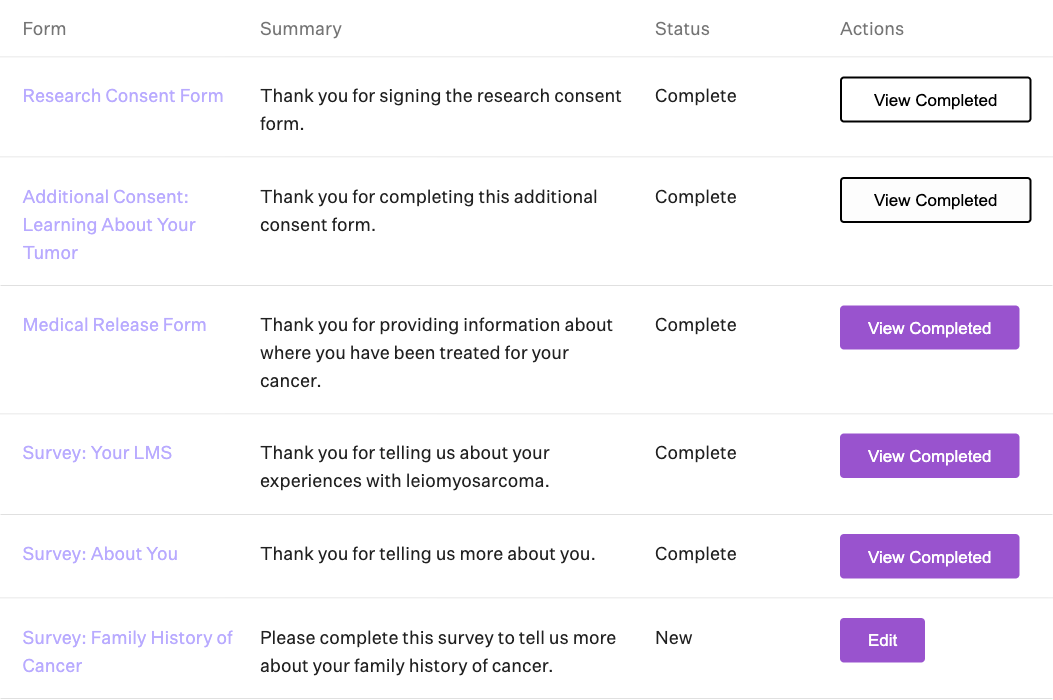 Form Summary Status Actions
Research Consent Form
Thank you for signing the research consent
form.
Complete
View Completed
Additional Consent:
Learning About Your
Tumor
Thank you for completing this additional
consent form.
Complete
View Completed
Medical Release Form
Thank you for providing information about
where you have been treated for your
cancer.
Complete
View Completed
Survey: Your LMS
Thank you for telling us about your
experiences with leiomyosarcoma.
Complete
View Completed
Survey: About You
Thank you for telling us more about you.
Complete
View Completed
Survey: Family History of
Cancer
Please complete this survey to tell us more
about your family history of cancer.
New
Edit